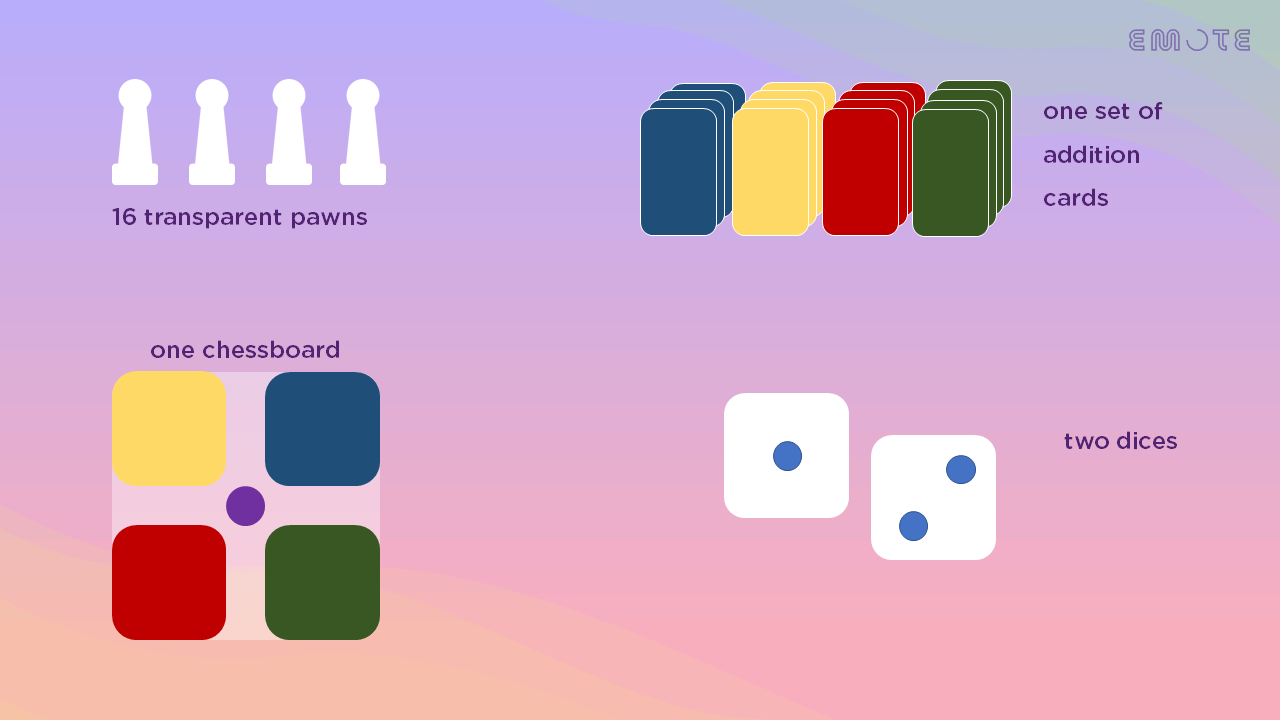 EMOTE
16 transparent pawns
one set of
addition
cards
one chessboard
two dices